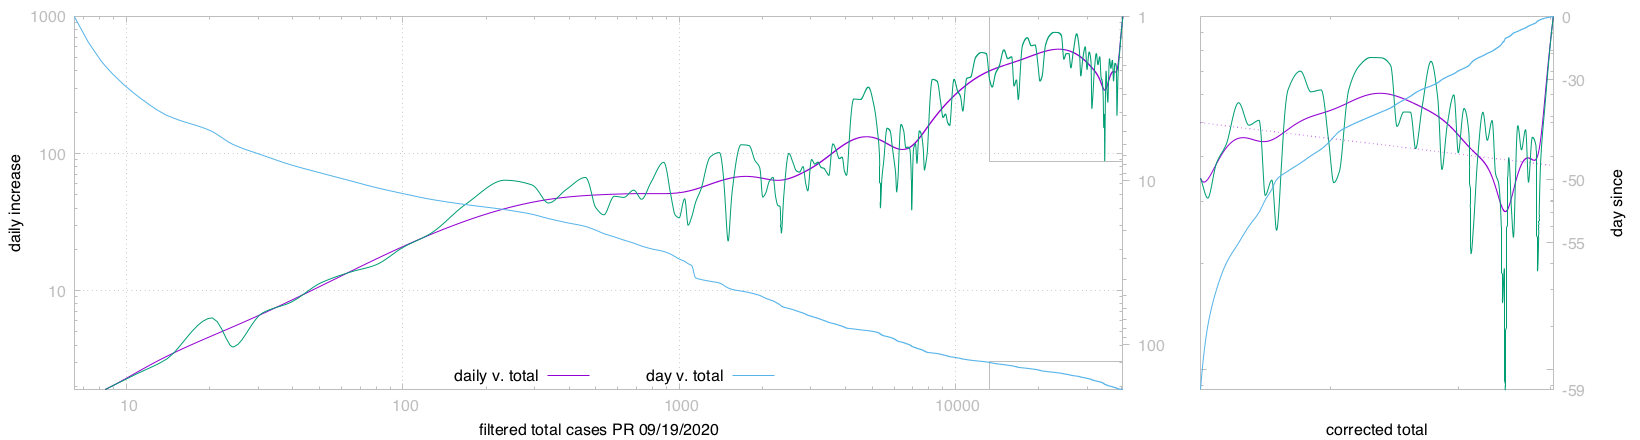 1000
100
10
daily increase
10
100
1000
10000
filtered total cases PR 09/19/2020
daily v. total
day v. total
1
10
100
0
-30
-50
-55
-59
day since
corrected total